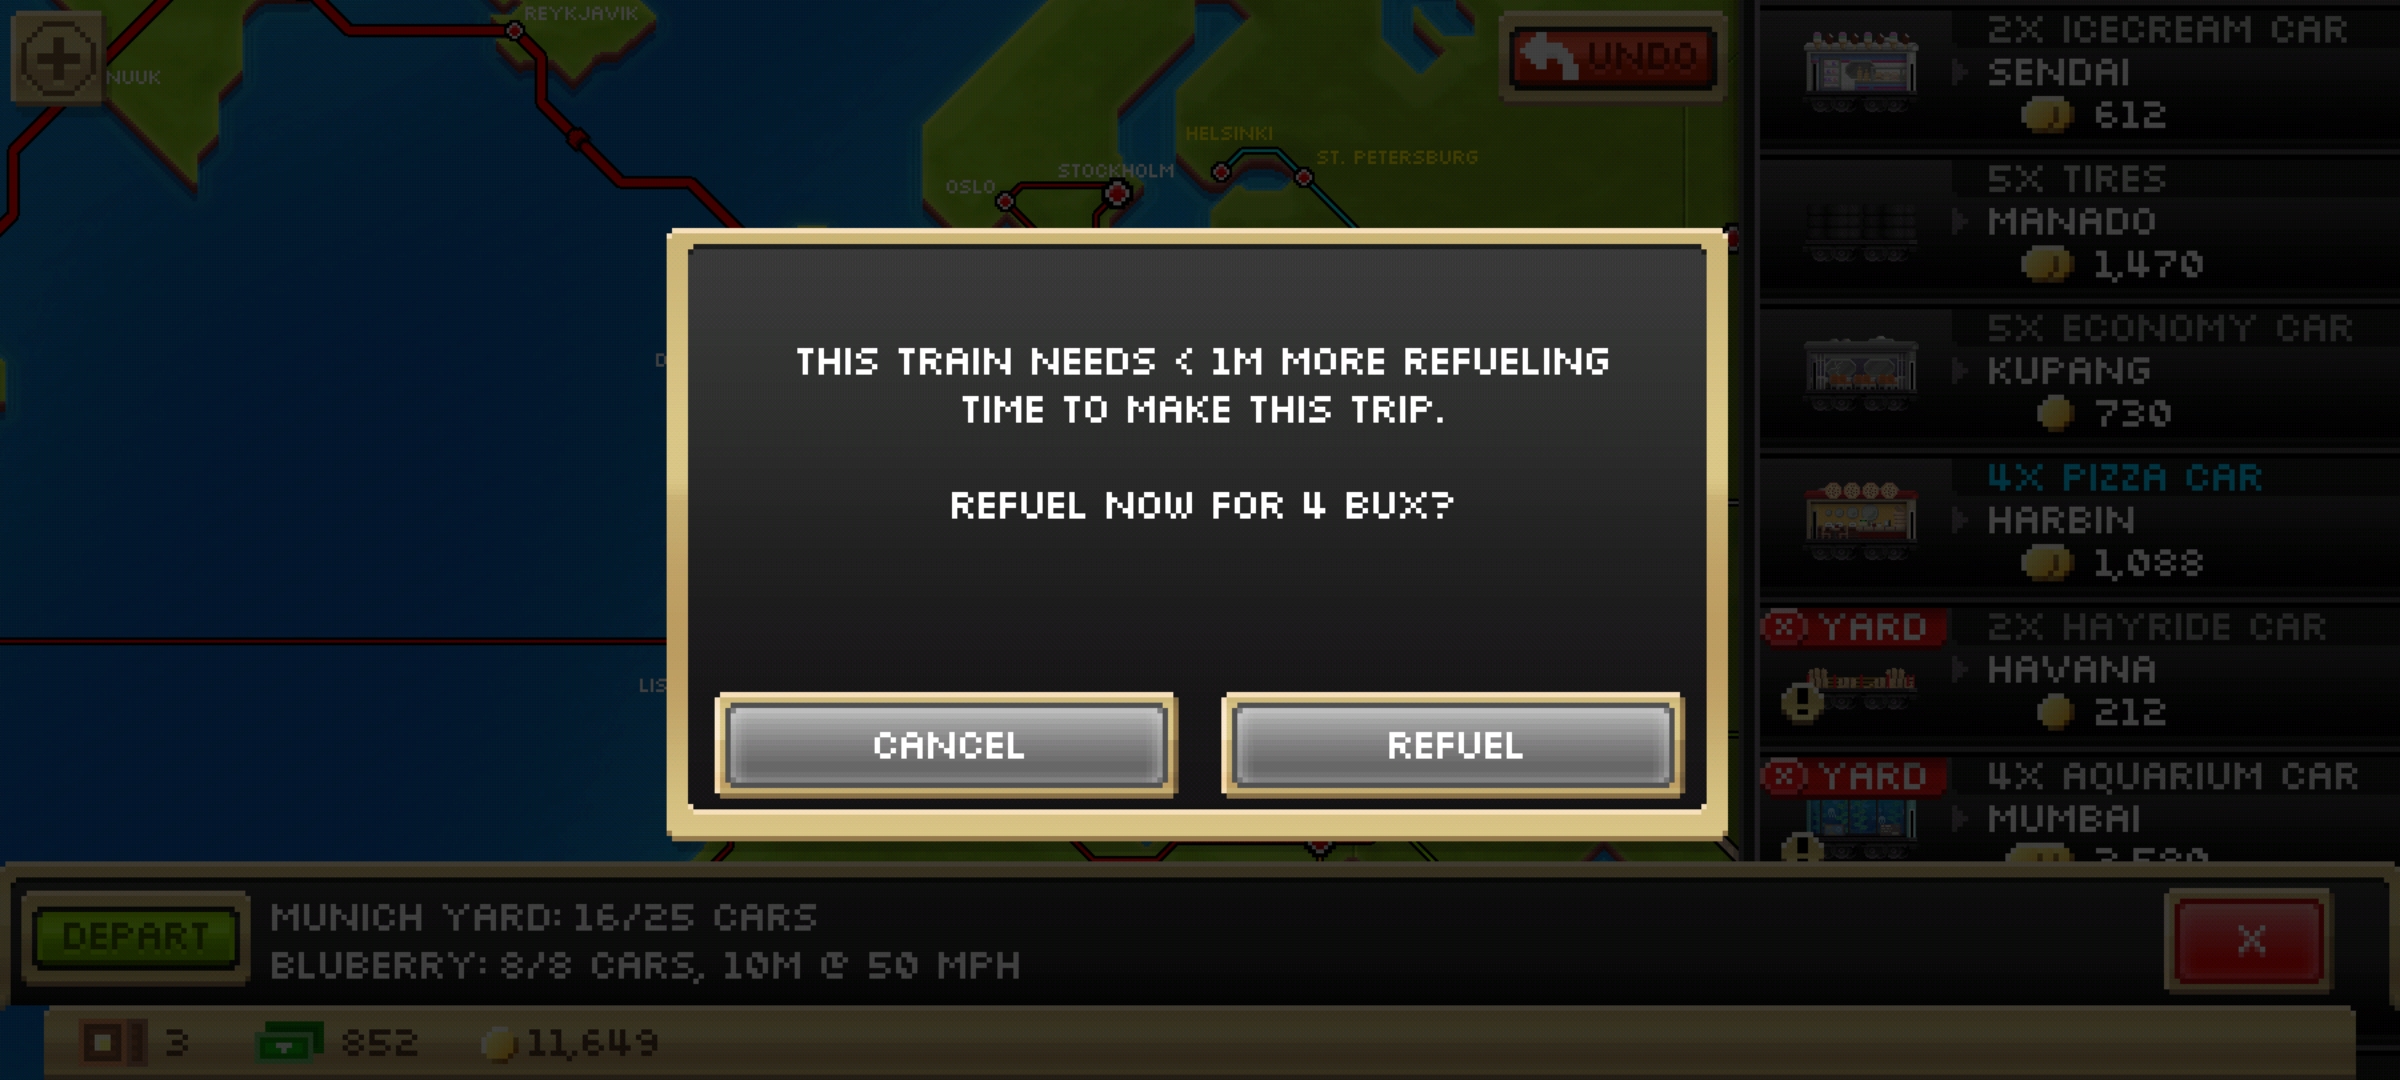 REYKJAVIK
NUUK
UNDO
HELSINKI
ST. PETERSBURG
STOCKHOLM
OSLO
THIS TRAIN NEEDS < 1M MORE REFUELING
TIME TO MAKE THIS TRIP.
REFUEL NOW FOR 4 BUX?
CANCEL
REFUEL
2X ICECREAM CAR
SENDAI
612
5X TIRES
MANADO
1,470
5X ECONOMY CAR
KUPANG
730
4X PIZZA CAR
HARBIN
1,088
YARD
2X HAYRIDE CAR
HAVANA
212
YARD
4X AQUARIUM CAR
MUMBAI
DEPART
MUNICH YARD: 16/25 CARS
BLUBERRY: 8/8 CARS, 10M @ 50 MPH
X
3
852
11,649